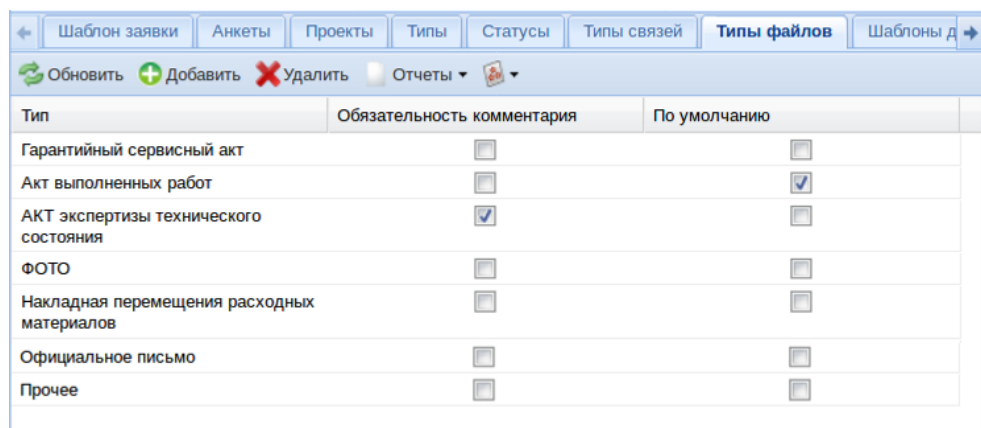 Шаблон заявки Анкеты Проекты Типы Статусы Типы связей Типы файлов Шаблоны д
Обновить Добавить Удалить Отчеты
Тип Обязательность комментария По умолчанию
Гарантийный сервисный акт
Акт выполненных работ
АКТ экспертизы технического
состояния
ФОТО
Накладная перемещения расходных
материалов
Официальное письмо
Прочее